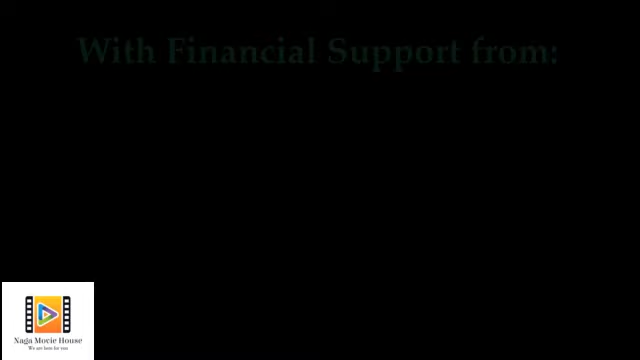 With Financial Support from:
Naga Movie House
We are here for you